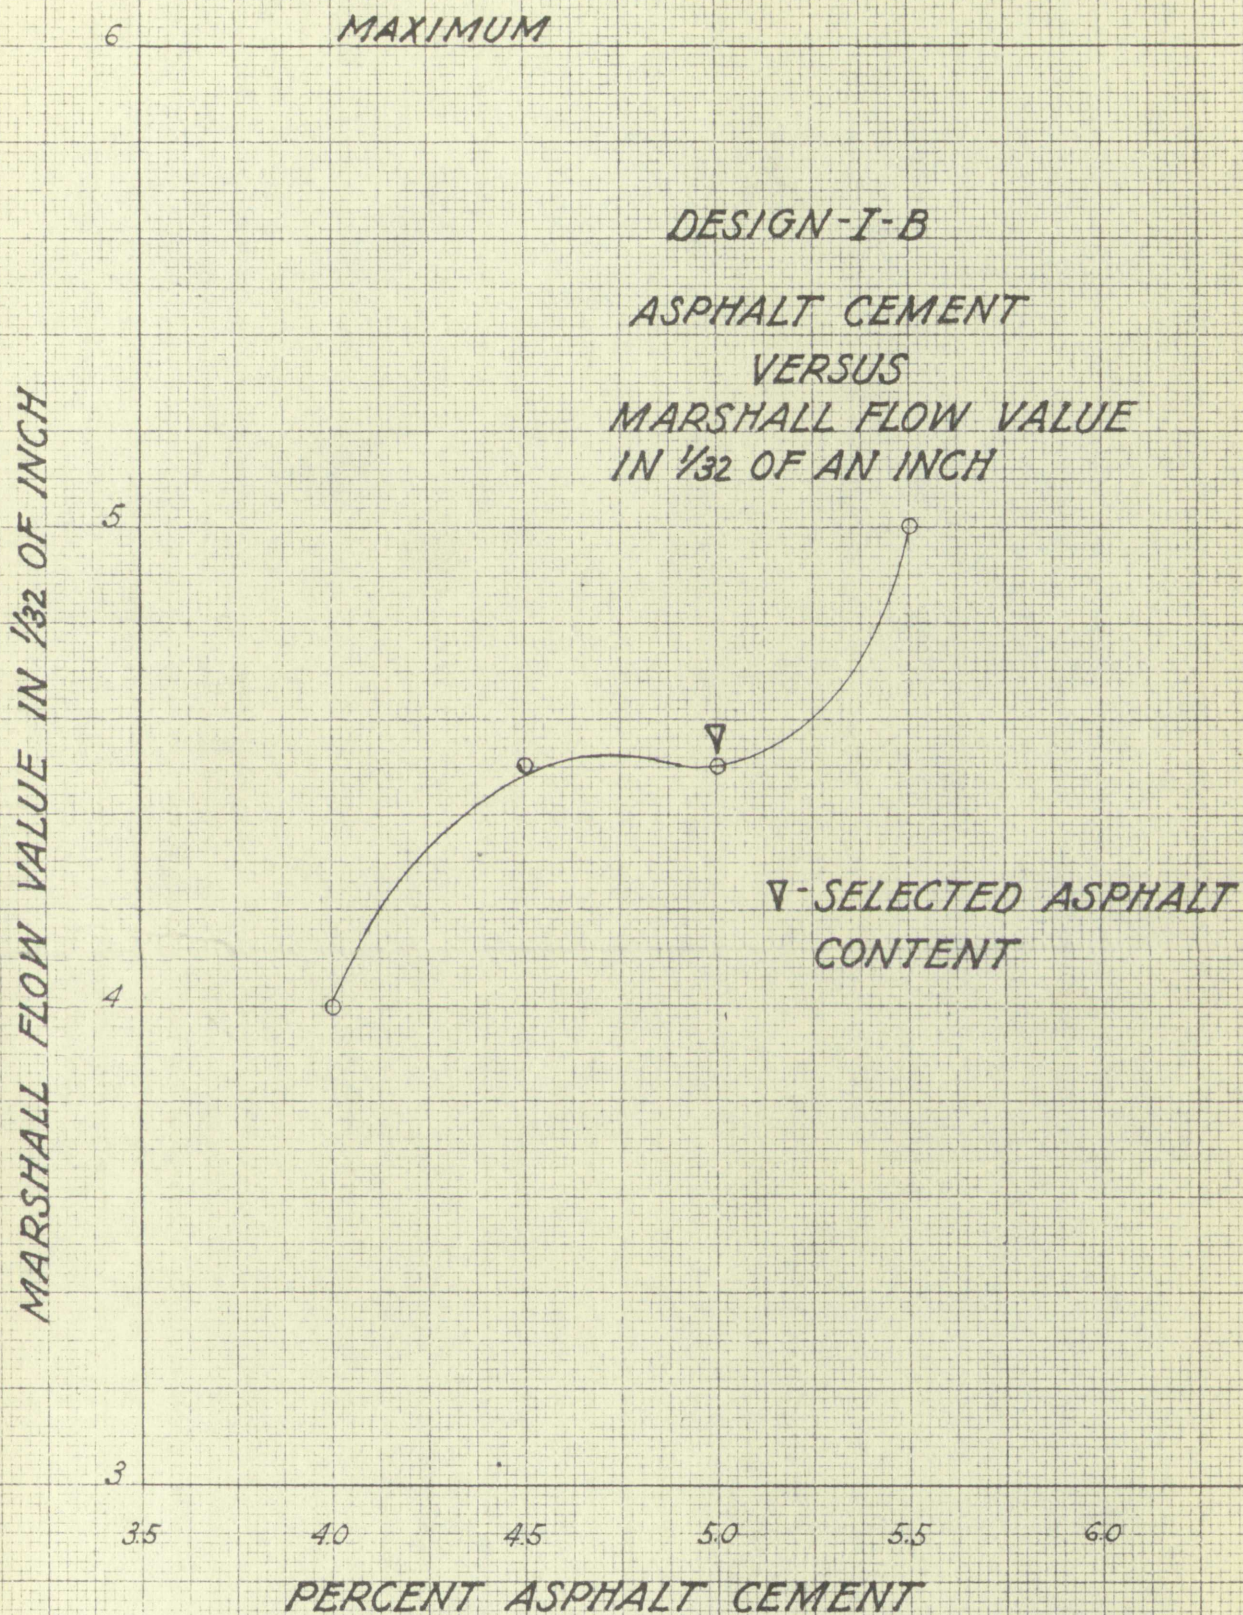 MAXIMUM
6
DESIGN-I-B
ASPHALT CEMENT
VERSUS
MARSHALL FLOW VALUE
IN 1/32 OF AN INCH
5
MARSHALL FLOW VALUE IN 1/32 OF INCH
∇-SELECTED ASPHALT
CONTENT
4
3
3.5 4.0 4.5 5.0 5.5 6.0
PERCENT ASPHALT CEMENT